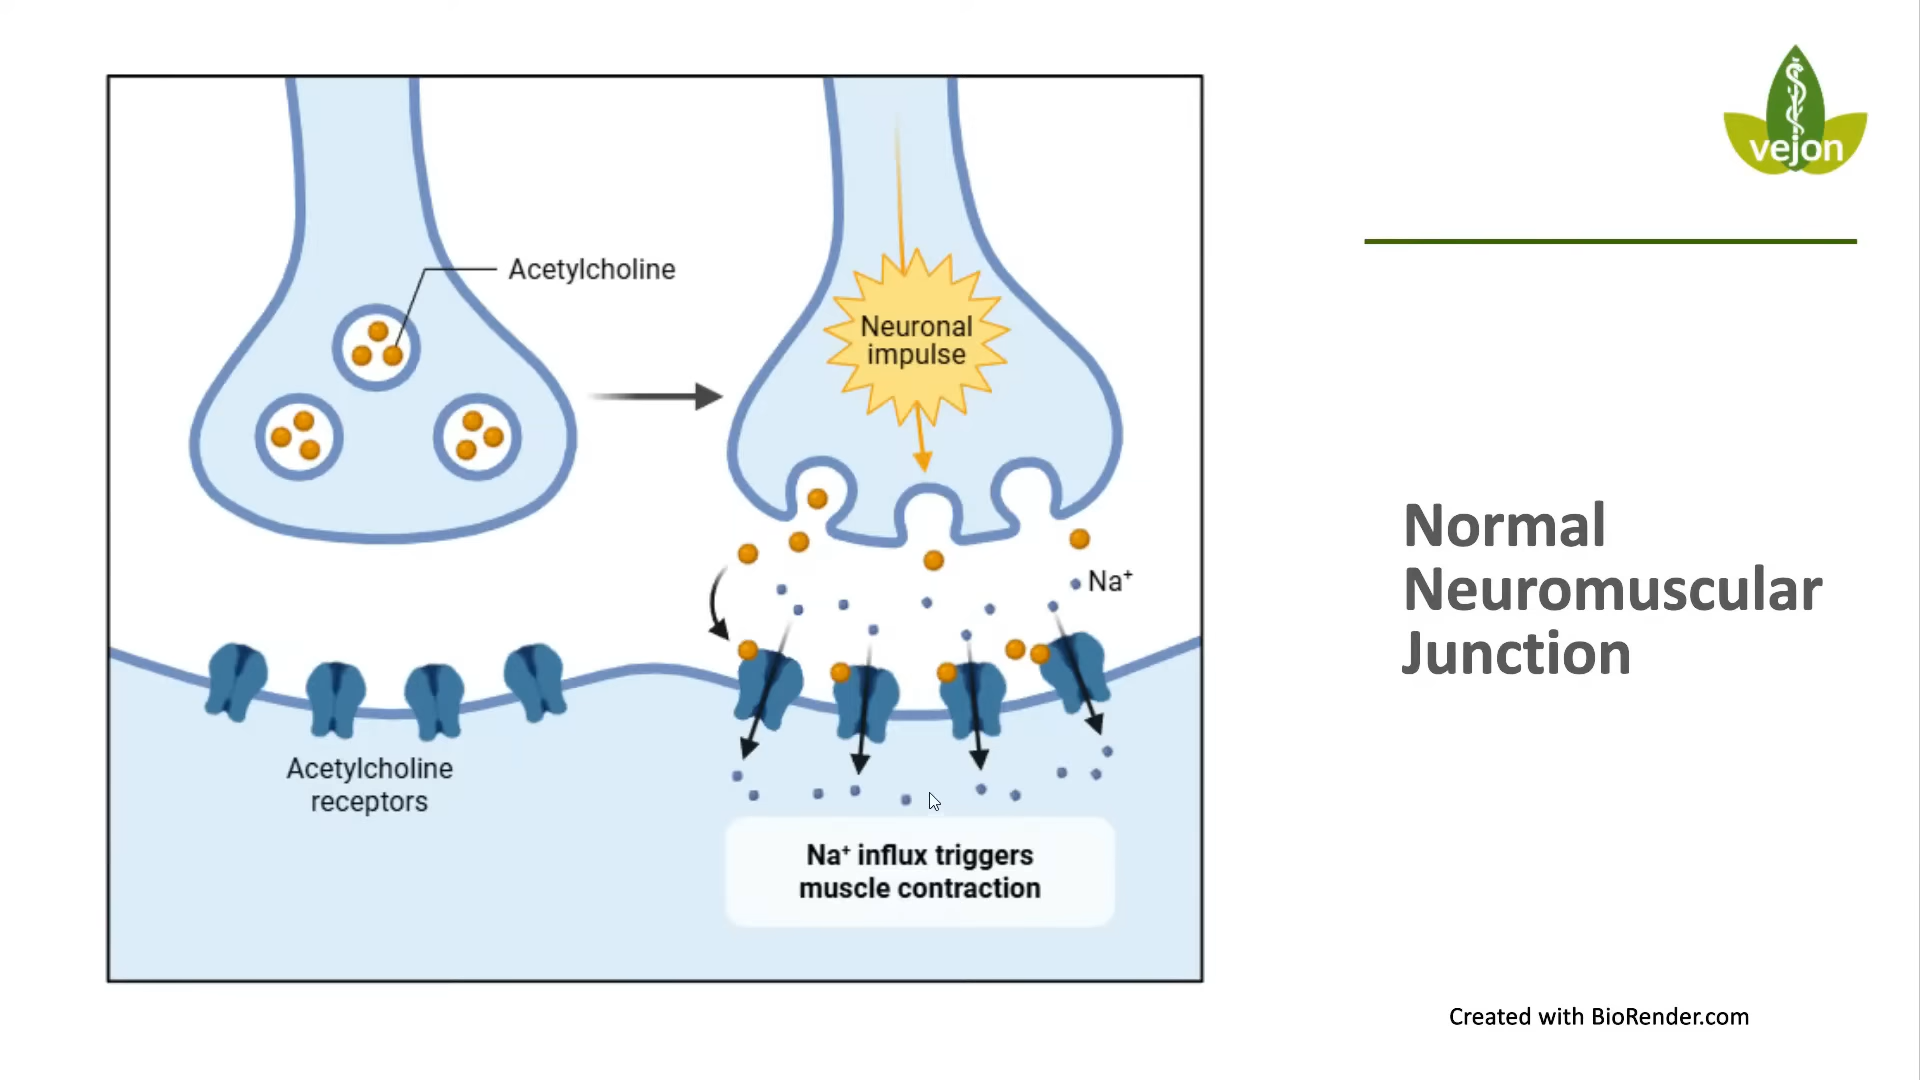 vejon
Acetylcholine
Neuronal
impulse
Na⁺
Acetylcholine
receptors
Na⁺ influx triggers
muscle contraction
Normal
Neuromuscular
Junction
Created with BioRender.com